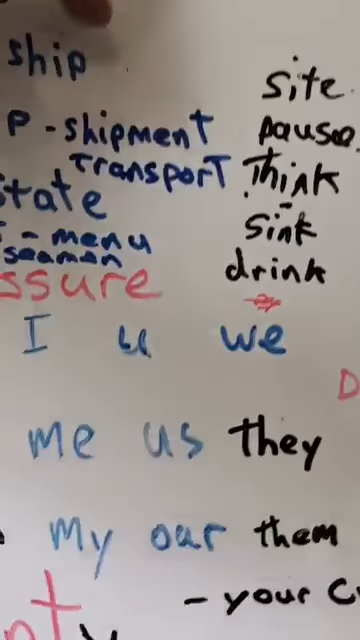 ship
site
P - shipment
pause
Transport
Think
tate
sink
- menu
seaman
drink
ssure
I u we
me us they
My our them
- your